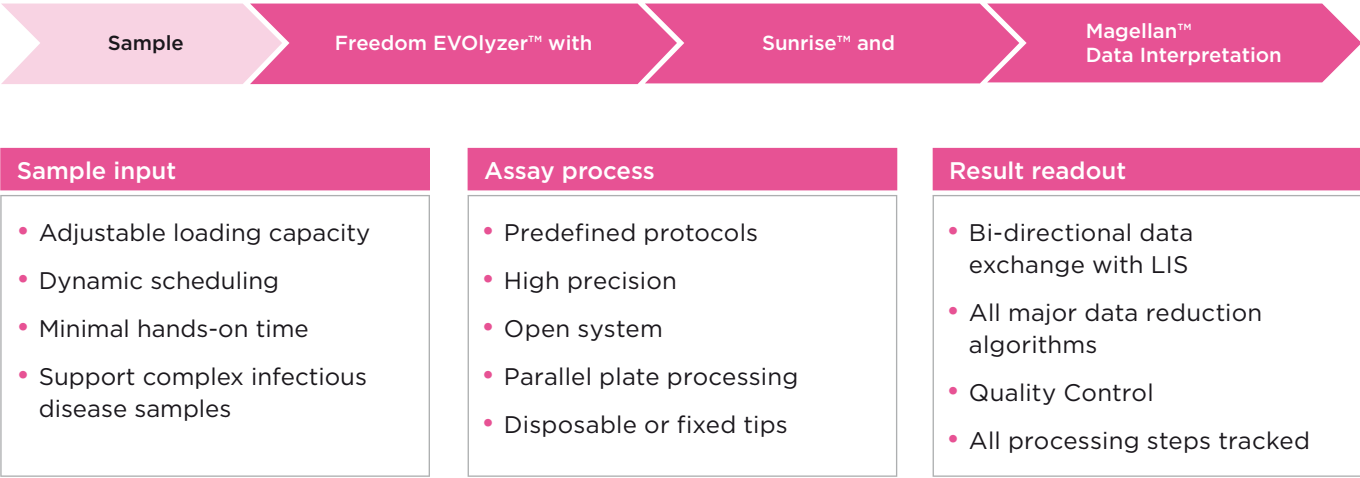 Sample
Freedom EVOlyzer™ with
Sunrise™ and
Magellan™
Data Interpretation
Sample input
• Adjustable loading capacity
• Dynamic scheduling
• Minimal hands-on time
• Support complex infectious
disease samples
Assay process
• Predefined protocols
• High precision
• Open system
• Parallel plate processing
• Disposable or fixed tips
Result readout
• Bi-directional data
exchange with LIS
• All major data reduction
algorithms
• Quality Control
• All processing steps tracked